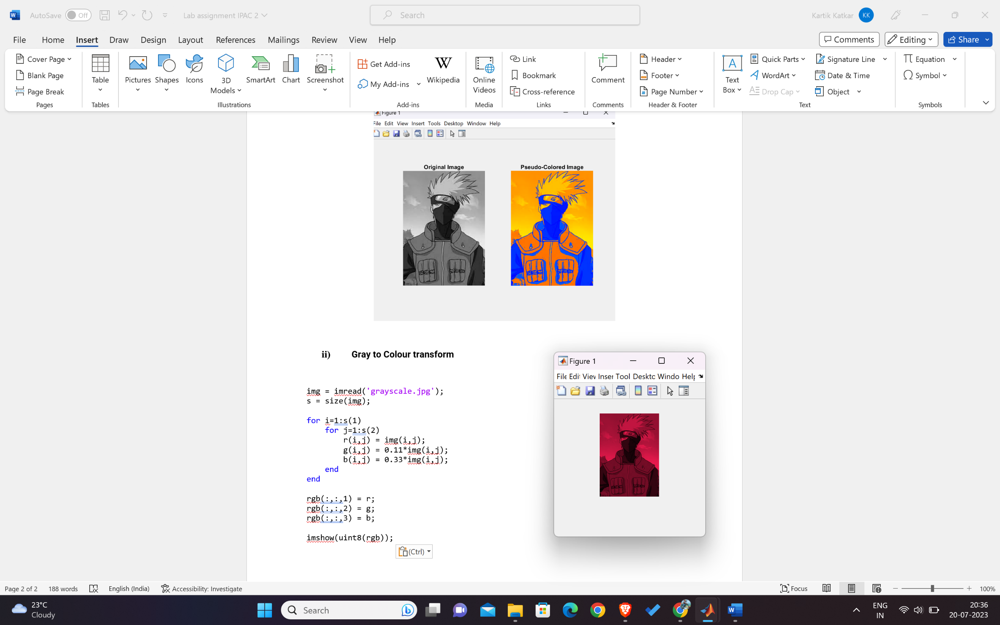 AutoSave Off Lab assignment IPAC 2 Search Kartik Katkar KK
File Home Insert Draw Design Layout References Mailings Review View Help Comments Editing Share
Cover Page
Blank Page
Page Break
Pages
Table
Tables
Pictures Shapes Icons 3D Models SmartArt Chart Screenshot
Illustrations
Get Add-ins
My Add-ins
Wikipedia
Add-ins
Online Videos
Media
Link
Bookmark
Cross-reference
Links
Comment
Comments
Header
Footer
Page Number
Header & Footer
Text Box
Quick Parts
WordArt
Drop Cap
Signature Line
Date & Time
Object
Text
Equation
Symbol
Symbols
Figure 1
File Edit View Insert Tools Desktop Window Help
Original Image Pseudo-Colored Image
ii) Gray to Colour transform
img = imread('grayscale.jpg');
s = size(img);
for i=1:s(1)
for j=1:s(2)
r(i,j) = img(i,j);
g(i,j) = 0.11*img(i,j);
b(i,j) = 0.33*img(i,j);
end
end
rgb(:,:,1) = r;
rgb(:,:,2) = g;
rgb(:,:,3) = b;
imshow(uint8(rgb));
(Ctrl)
Figure 1
File Edi Viev Inser Tool Deskto Windo Help
Page 2 of 2 188 words English (India) Accessibility: Investigate Focus 100%
23°C
Cloudy
Search
ENG
IN
20:36
20-07-2023